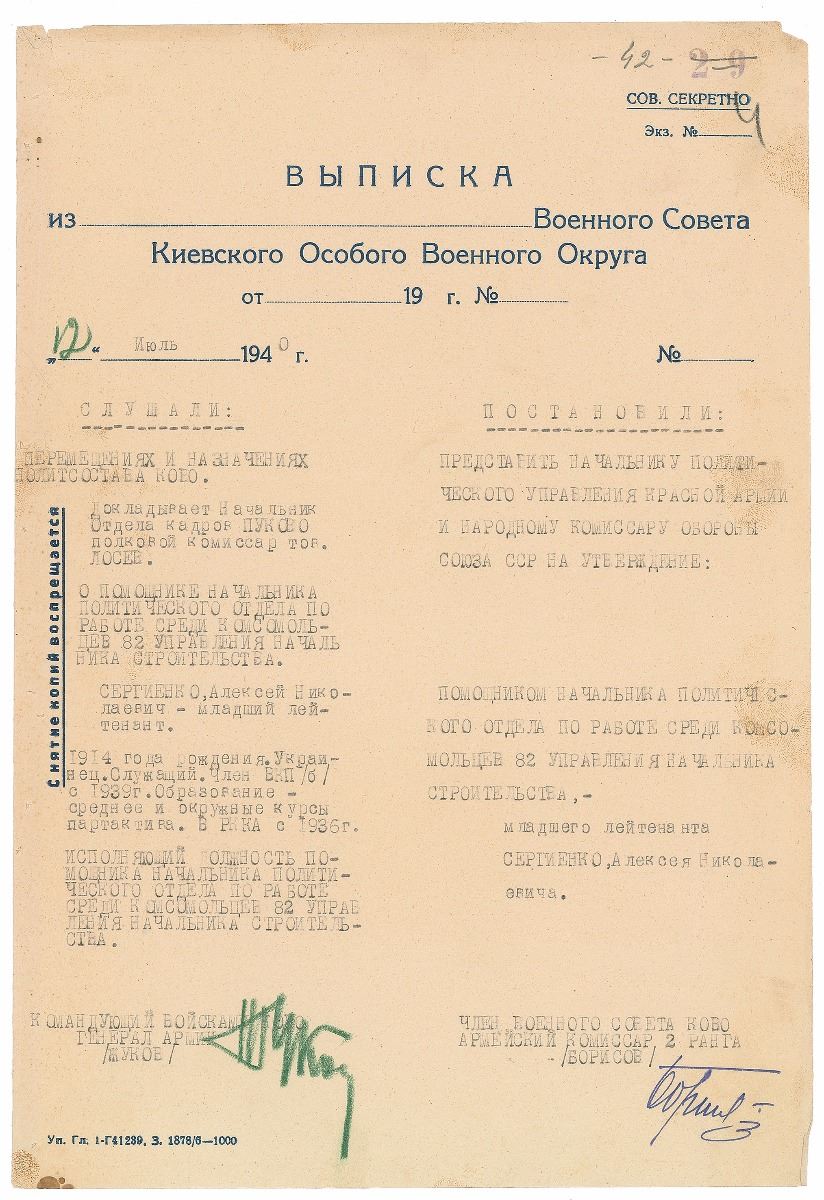 - 42 - 29
СОВ. СЕКРЕТНО
Экз. № 4
ВЫПИСКА
из Военного Совета
Киевского Особого Военного Округа
от 19 г. №
„12“ Июль 1940 г. №
СЛУШАЛИ:
ПЕРЕМЕЩЕНИЯХ И НАЗНАЧЕНИЯХ
ПОЛИТСОСТАВА КОВО.
Докладывает Начальник
Отдела кадров ПУКОВО
полковой комиссар тов.
ЛОСЕВ.
О ПОМОЩНИКЕ НАЧАЛЬНИКА
ПОЛИТИЧЕСКОГО ОТДЕЛА ПО
РАБОТЕ СРЕДИ КОМСОМОЛЬ-
ЦЕВ 82 УПРАВЛЕНИЯ НАЧАЛЬ
НИКА СТРОИТЕЛЬСТВА.
СЕРГИЕНКО,Алексей Нико-
лаевич - младший лей-
тенант.
1914 года рождения.Украи-
нец.Служащий.Член ВКП/б/
с 1939г.Образование -
среднее и окружные курсы
партактива. В РККА с 1936г.
ИСПОЛНЯЮЩИЙ ДОЛЖНОСТЬ ПО-
МОЩНИКА НАЧАЛЬНИКА ПОЛИТИ-
ЧЕСКОГО ОТДЕЛА ПО РАБОТЕ
СРЕДИ КОМСОМОЛЬЦЕВ 82 УПРАВ
ЛЕНИЯ НАЧАЛЬНИКА СТРОИТЕЛЬ-
СТВА.
Снятие копий воспрещается
ПОСТАНОВИЛИ:
ПРЕДСТАВИТЬ НАЧАЛЬНИКУ ПОЛИТИ-
ЧЕСКОГО УПРАВЛЕНИЯ КРАСНОЙ АРМИИ
И НАРОДНОМУ КОМИССАРУ ОБОРОНЫ
СОЮЗА ССР НА УТВЕРЖДЕНИЕ:
ПОМОЩНИКОМ НАЧАЛЬНИКА ПОЛИТИЧЕС-
КОГО ОТДЕЛА ПО РАБОТЕ СРЕДИ КОМСО-
МОЛЬЦЕВ 82 УПРАВЛЕНИЯ НАЧАЛЬНИКА
СТРОИТЕЛЬСТВА,-
младшего лейтенанта
СЕРГИЕНКО,Алексея Никола-
евича.
КОМАНДУЮЩИЙ ВОЙСКАМИ КОВО
ГЕНЕРАЛ АРМИИ
/ЖУКОВ/
Жуков
ЧЛЕН ВОЕННОГО СОВЕТА КОВО
АРМЕЙСКИЙ КОМИССАР 2 РАНГА
-/БОРИСОВ/
Уп. Гл. 1-Г41239. З. 1878/6—1000